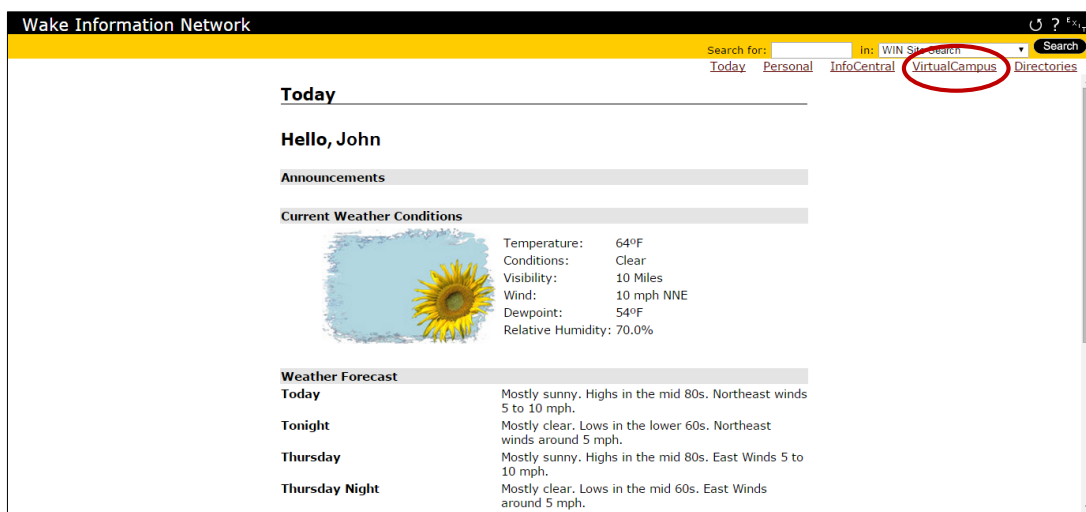 Wake Information Network ? EXIT
Search for: in: WIN Site Search Search
Today Personal InfoCentral VirtualCampus Directories
Today
Hello, John
Announcements
Current Weather Conditions
Temperature: 64ºF
Conditions: Clear
Visibility: 10 Miles
Wind: 10 mph NNE
Dewpoint: 54ºF
Relative Humidity: 70.0%
Weather Forecast
Today Mostly sunny. Highs in the mid 80s. Northeast winds
5 to 10 mph.
Tonight Mostly clear. Lows in the lower 60s. Northeast
winds around 5 mph.
Thursday Mostly sunny. Highs in the mid 80s. East Winds 5 to
10 mph.
Thursday Night Mostly clear. Lows in the mid 60s. East Winds
around 5 mph.